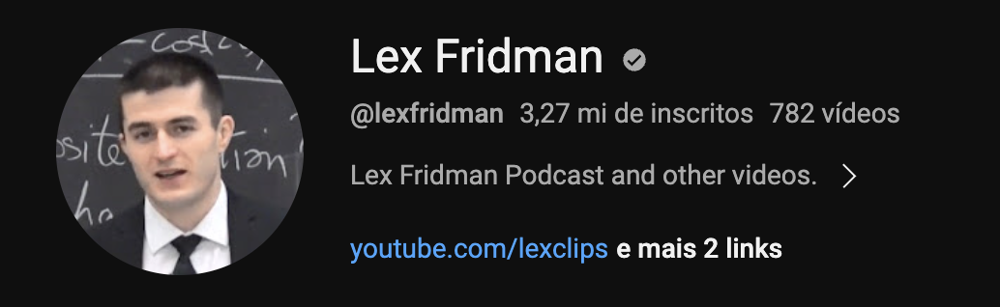 Lex Fridman
@lexfridman 3,27 mi de inscritos 782 vídeos
Lex Fridman Podcast and other videos.
youtube.com/lexclips e mais 2 links